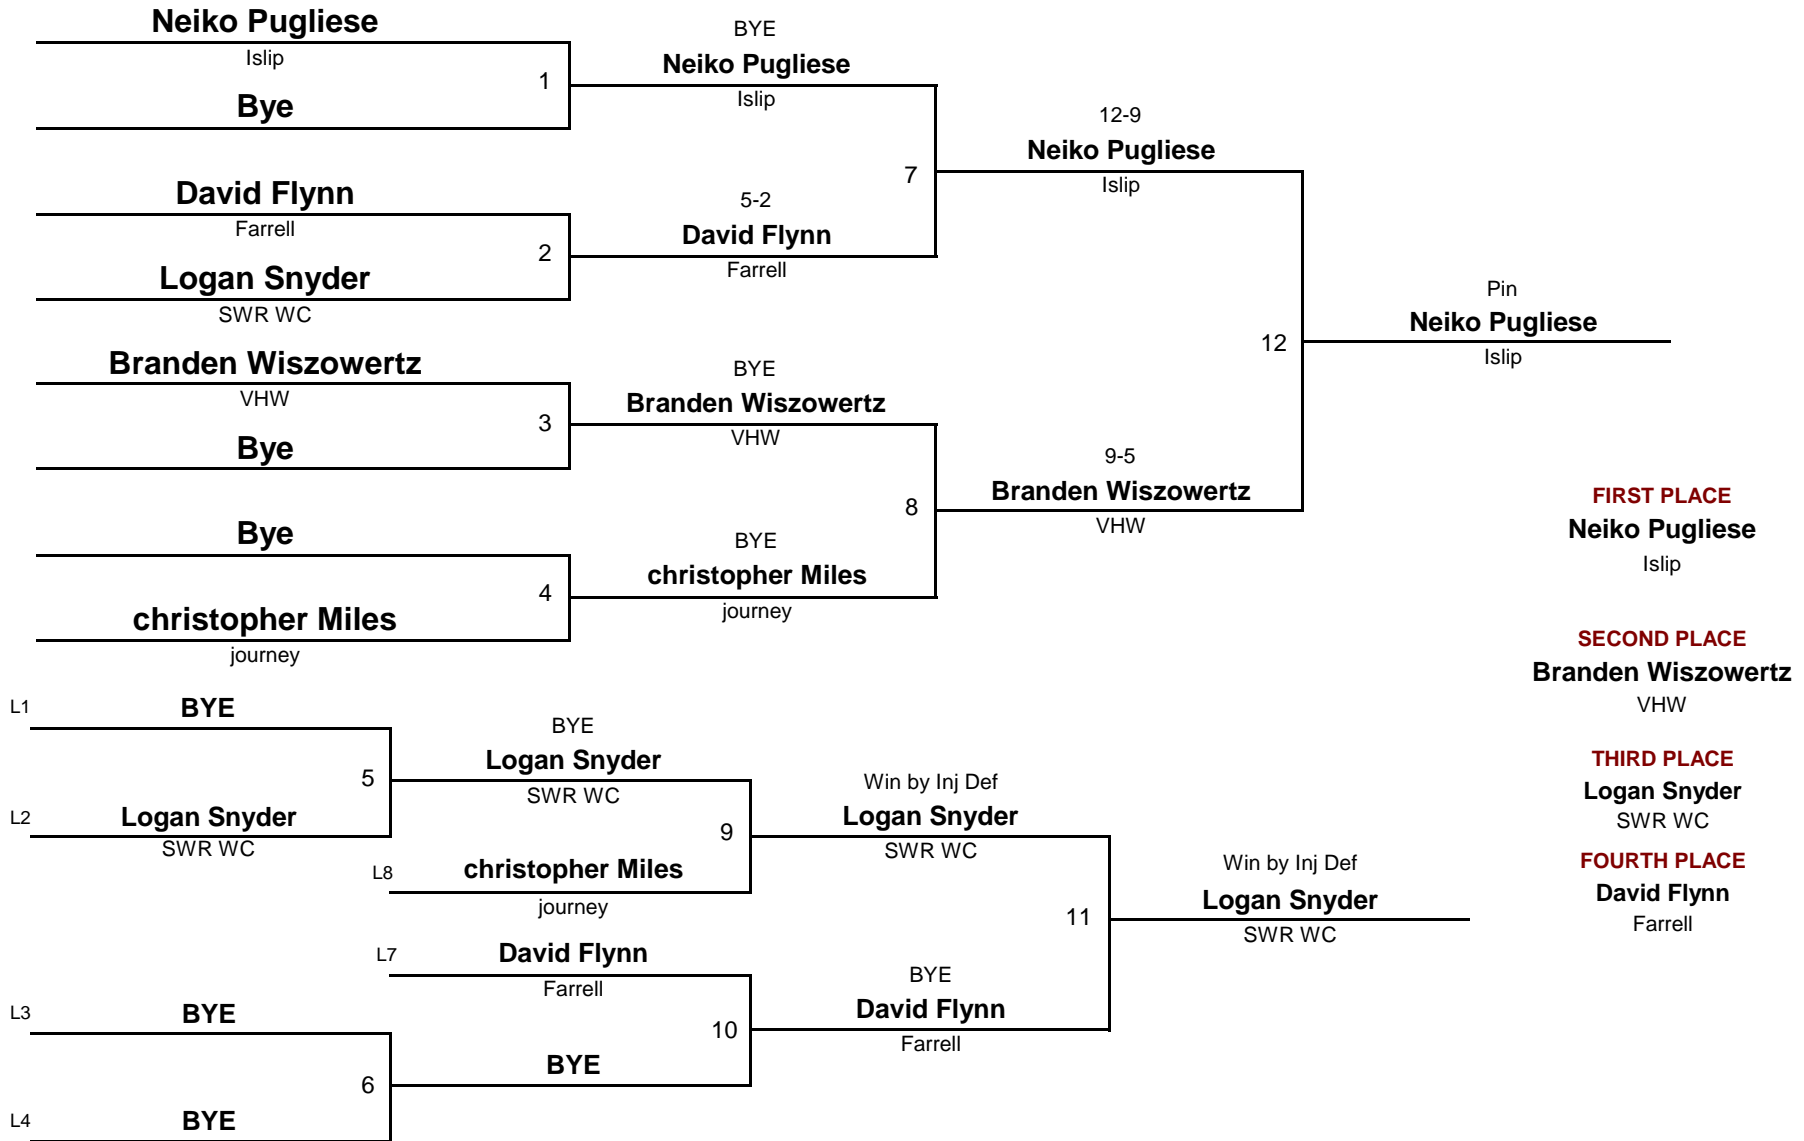 Neiko Pugliese
Islip
1
Bye
David Flynn
Farrell
2
Logan Snyder
SWR WC
Branden Wiszowertz
VHW
3
Bye
Bye
4
christopher Miles
journey
BYE
Neiko Pugliese
Islip
7
5-2
David Flynn
Farrell
BYE
Branden Wiszowertz
VHW
8
BYE
christopher Miles
journey
12-9
Neiko Pugliese
Islip
12
9-5
Branden Wiszowertz
VHW
Pin
Neiko Pugliese
Islip
FIRST PLACE
Neiko Pugliese
Islip
SECOND PLACE
Branden Wiszowertz
VHW
THIRD PLACE
Logan Snyder
SWR WC
FOURTH PLACE
David Flynn
Farrell
L1 BYE
5
L2 Logan Snyder
SWR WC
BYE
Logan Snyder
SWR WC
9
L8 christopher Miles
journey
L7 David Flynn
Farrell
10
BYE
L3 BYE
6
L4 BYE
Win by Inj Def
Logan Snyder
SWR WC
11
BYE
David Flynn
Farrell
Win by Inj Def
Logan Snyder
SWR WC